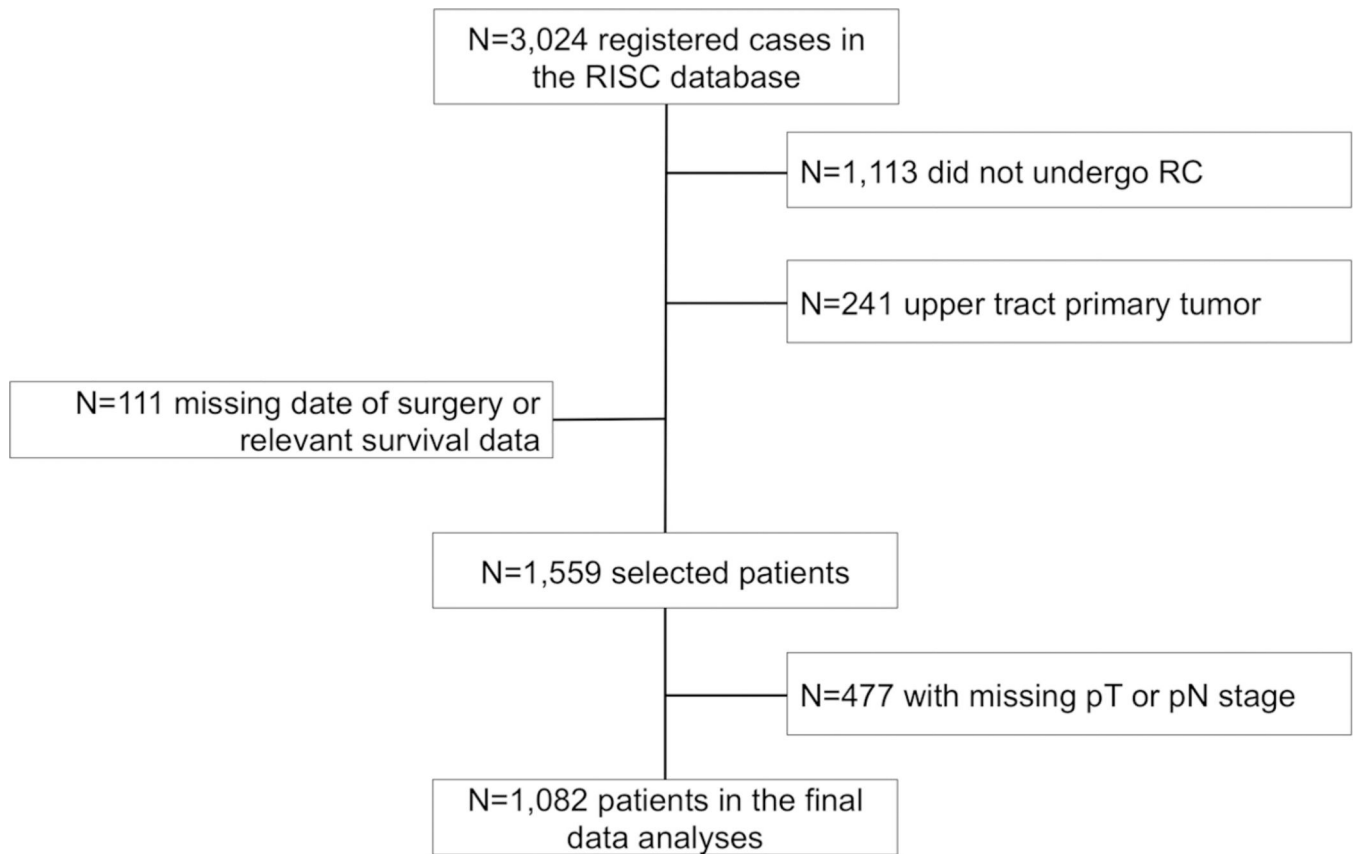 N=3,024 registered cases in
the RISC database
N=1,113 did not undergo RC
N=241 upper tract primary tumor
N=111 missing date of surgery or
relevant survival data
N=1,559 selected patients
N=477 with missing pT or pN stage
N=1,082 patients in the final
data analyses